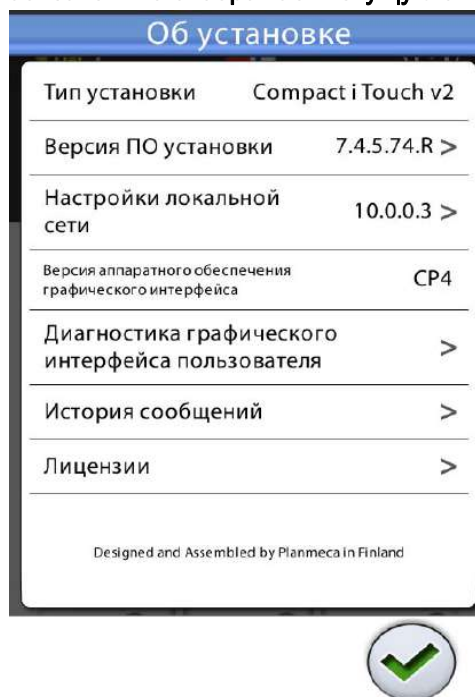 Об установке
Тип установки Compact i Touch v2
Версия ПО установки 7.4.5.74.R >
Настройки локальной
сети 10.0.0.3 >
Версия аппаратного обеспечения
графического интерфейса CP4
Диагностика графического
интерфейса пользователя >
История сообщений >
Лицензии >
Designed and Assembled by Planmeca in Finland